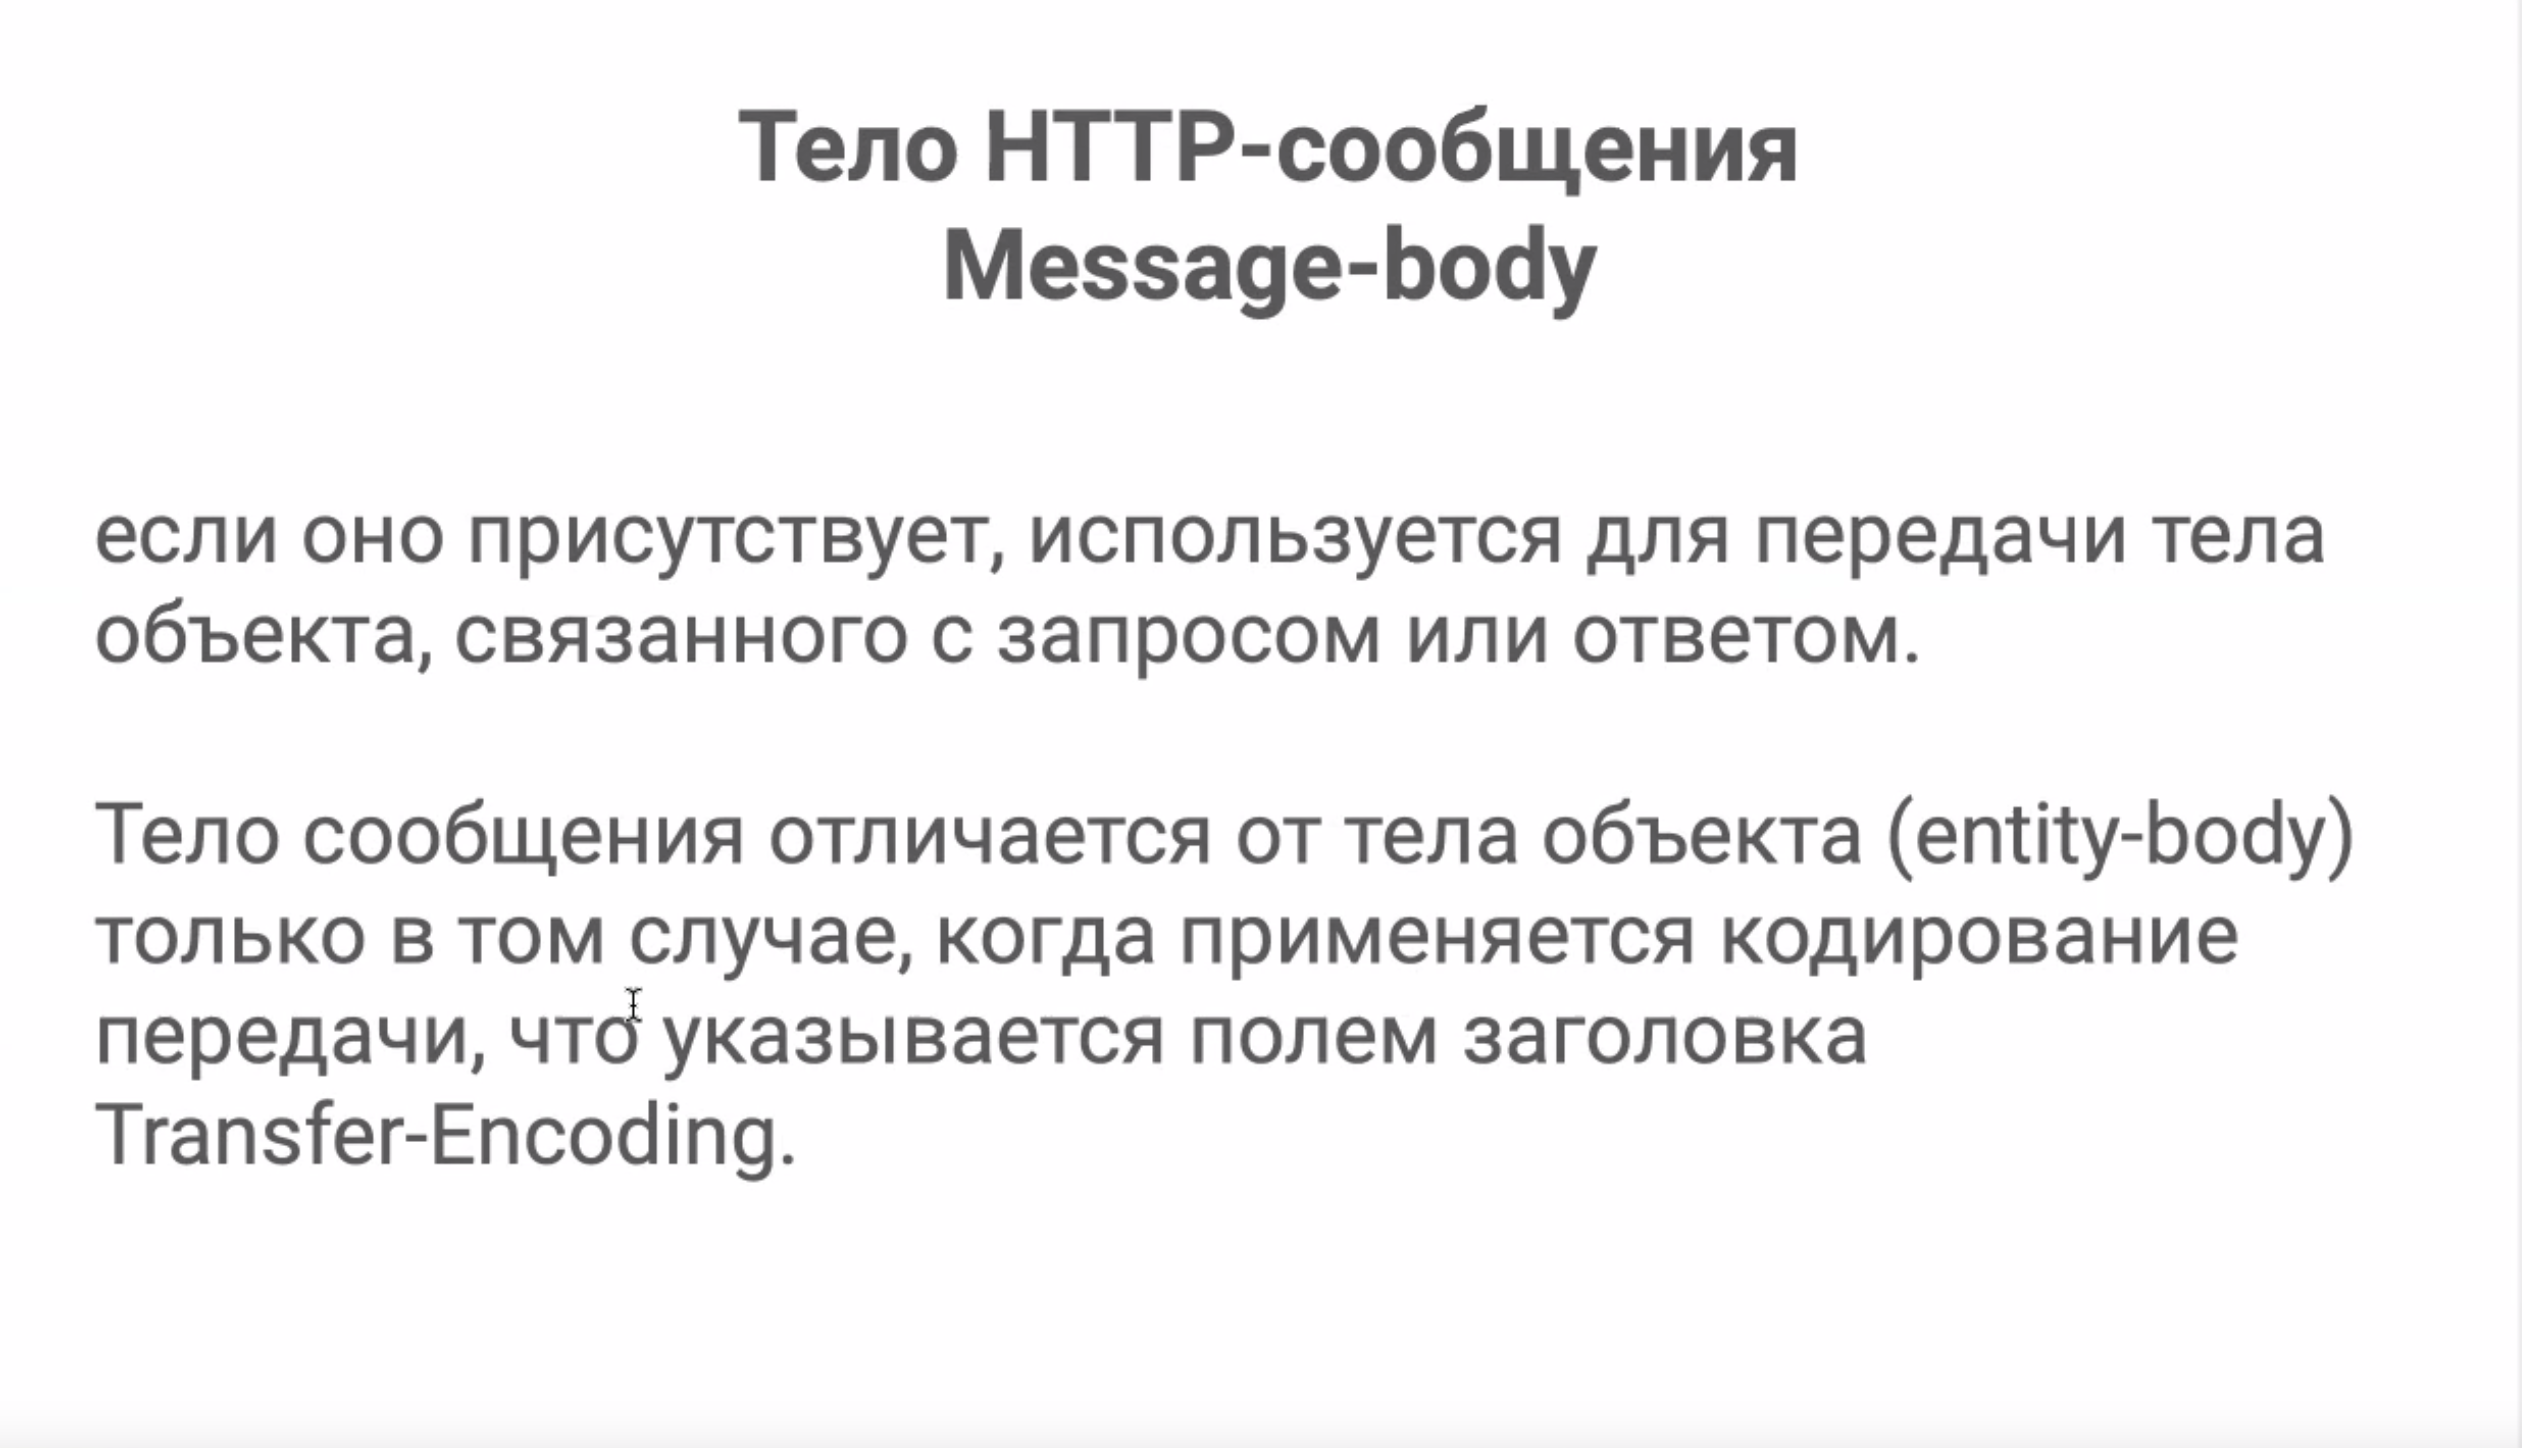 Тело HTTP-сообщения
Message-body
если оно присутствует, используется для передачи тела
объекта, связанного с запросом или ответом.
Тело сообщения отличается от тела объекта (entity-body)
только в том случае, когда применяется кодирование
передачи, что указывается полем заголовка
Transfer-Encoding.